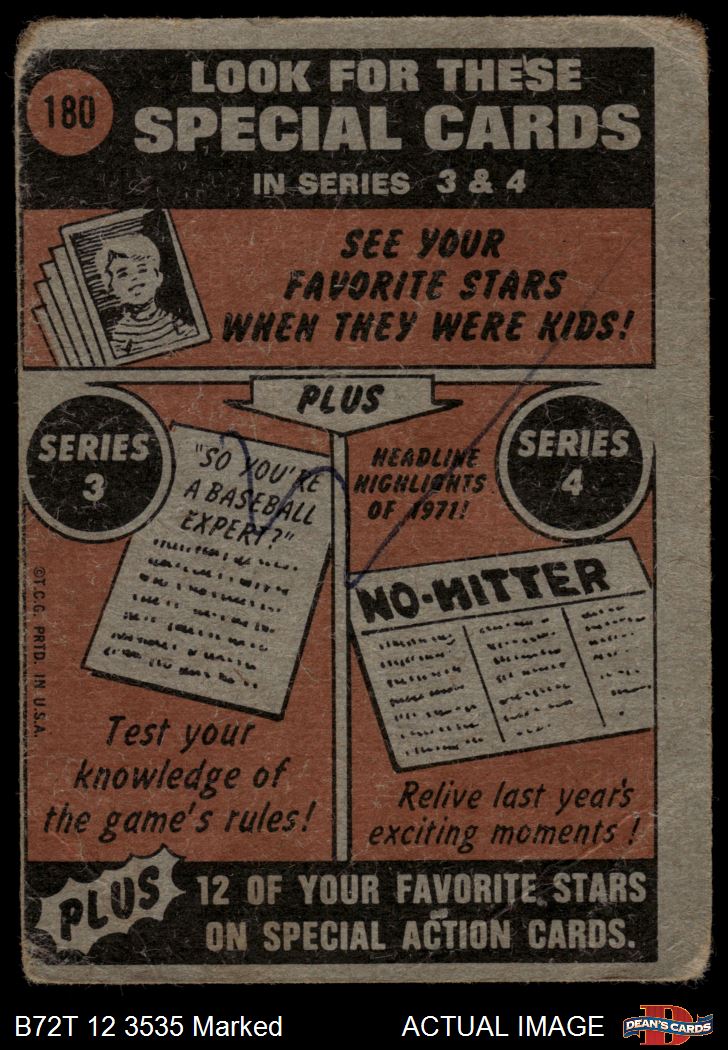 180
LOOK FOR THESE
SPECIAL CARDS
IN SERIES 3 & 4
SEE YOUR
FAVORITE STARS
WHEN THEY WERE KIDS!
PLUS
SERIES
3
"SO YOU'RE
A BASEBALL
EXPERT?"
HEADLINE
HIGHLIGHTS
OF 1971!
SERIES
4
NO-HITTER
©T.C.G. PRTD. IN U.S.A.
Test your
knowledge of
the game's rules!
Relive last year's
exciting moments!
PLUS
12 OF YOUR FAVORITE STARS
ON SPECIAL ACTION CARDS.
B72T 12 3535 Marked
ACTUAL IMAGE
D
DEAN'S CARDS